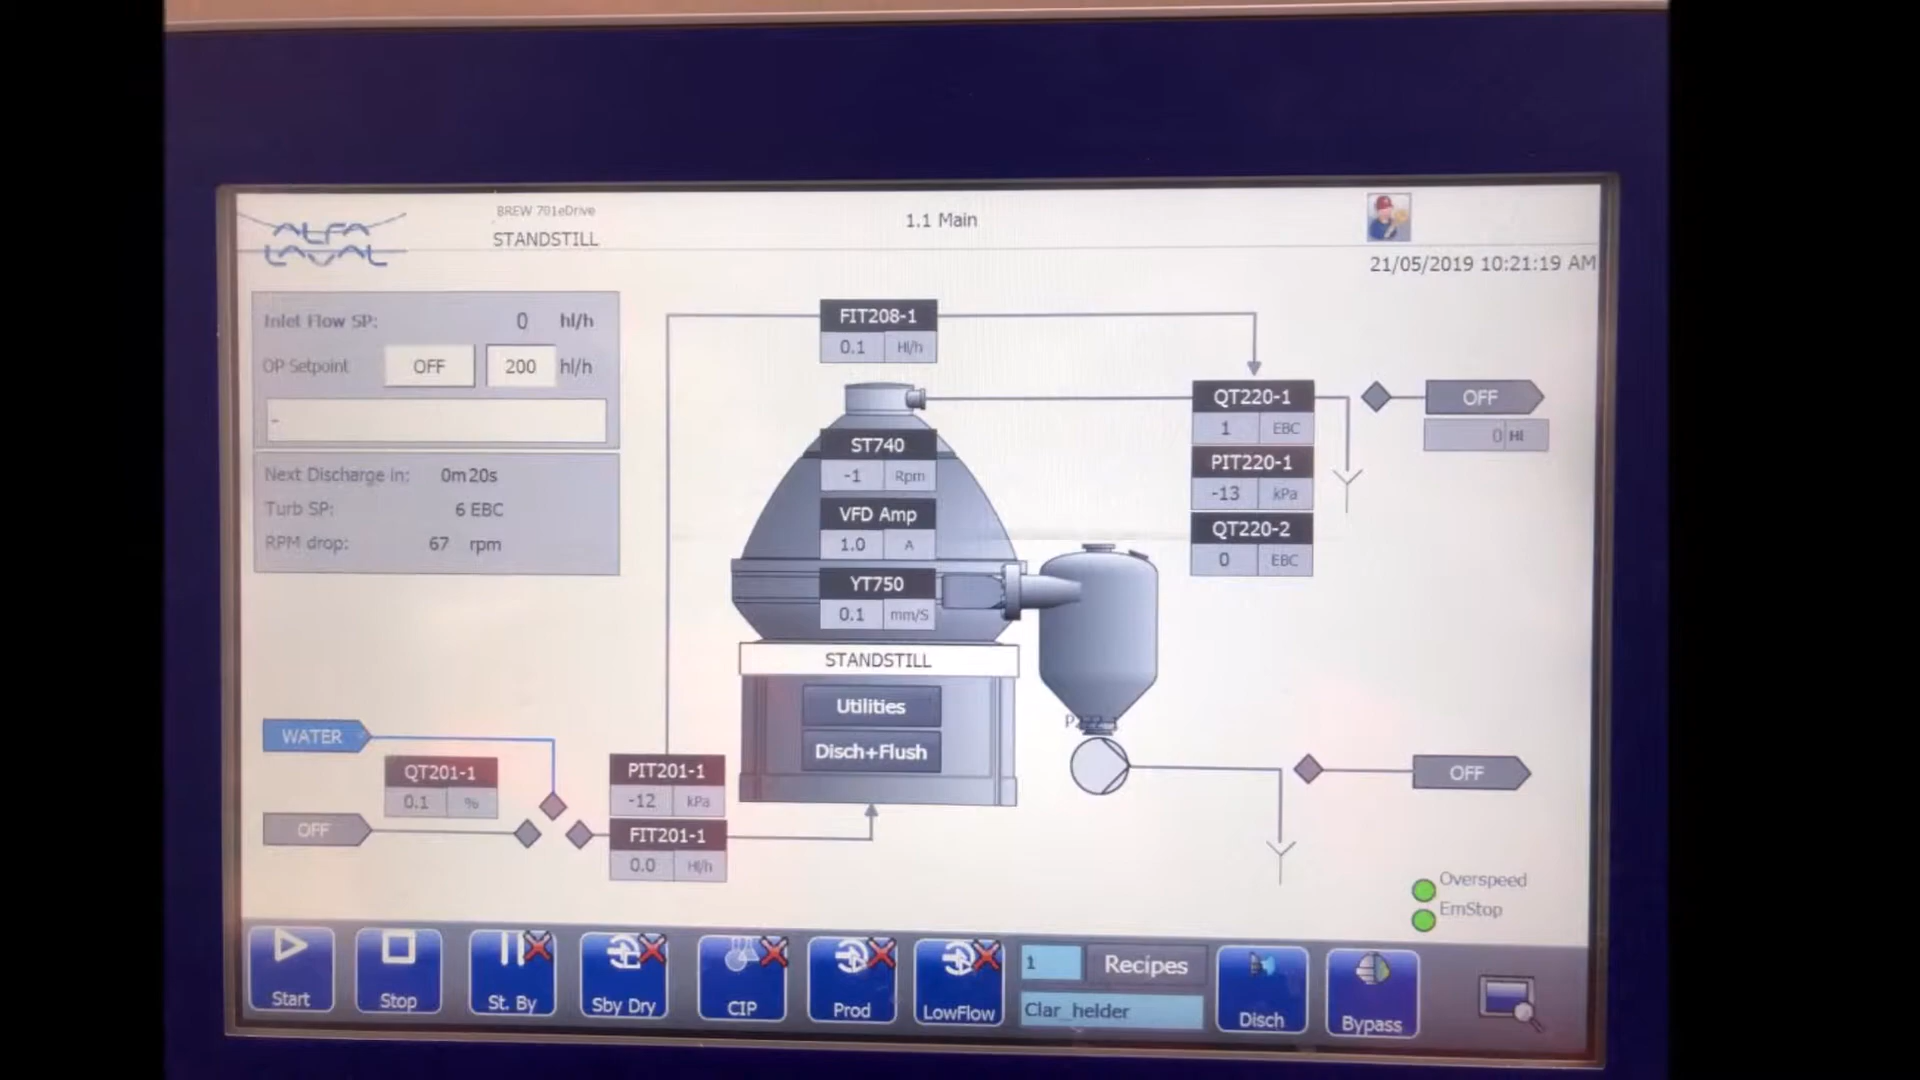 ALFA
LAVAL
BREW 701eDrive
STANDSTILL
1.1 Main
21/05/2019 10:21:19 AM
Inlet Flow SP: 0 hl/h
OP Setpoint OFF 200 hl/h
-
Next Discharge in: 0m20s
Turb SP: 6 EBC
RPM drop: 67 rpm
FIT208-1
0.1 Hl/h
ST740
-1 Rpm
VFD Amp
1.0 A
YT750
0.1 mm/S
STANDSTILL
Utilities
Disch+Flush
QT220-1
1 EBC
PIT220-1
-13 kPa
QT220-2
0 EBC
OFF
0 Hl
WATER
QT201-1
0.1 %
OFF
PIT201-1
-12 kPa
FIT201-1
0.0 Hl/h
OFF
Overspeed
EmStop
Start
Stop
St. By
Sby Dry
CIP
Prod
LowFlow
1 Recipes
Clar_helder
Disch
Bypass